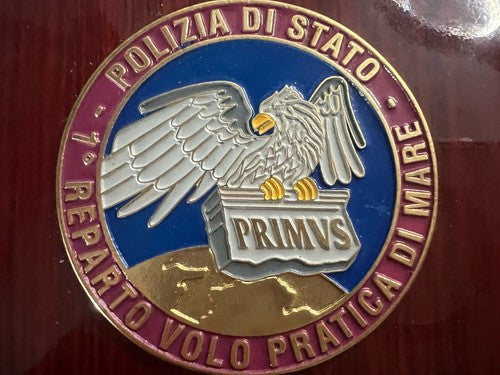 POLIZIA DI STATO
- 1° REPARTO VOLO PRATICA DI MARE -
PRIMVS